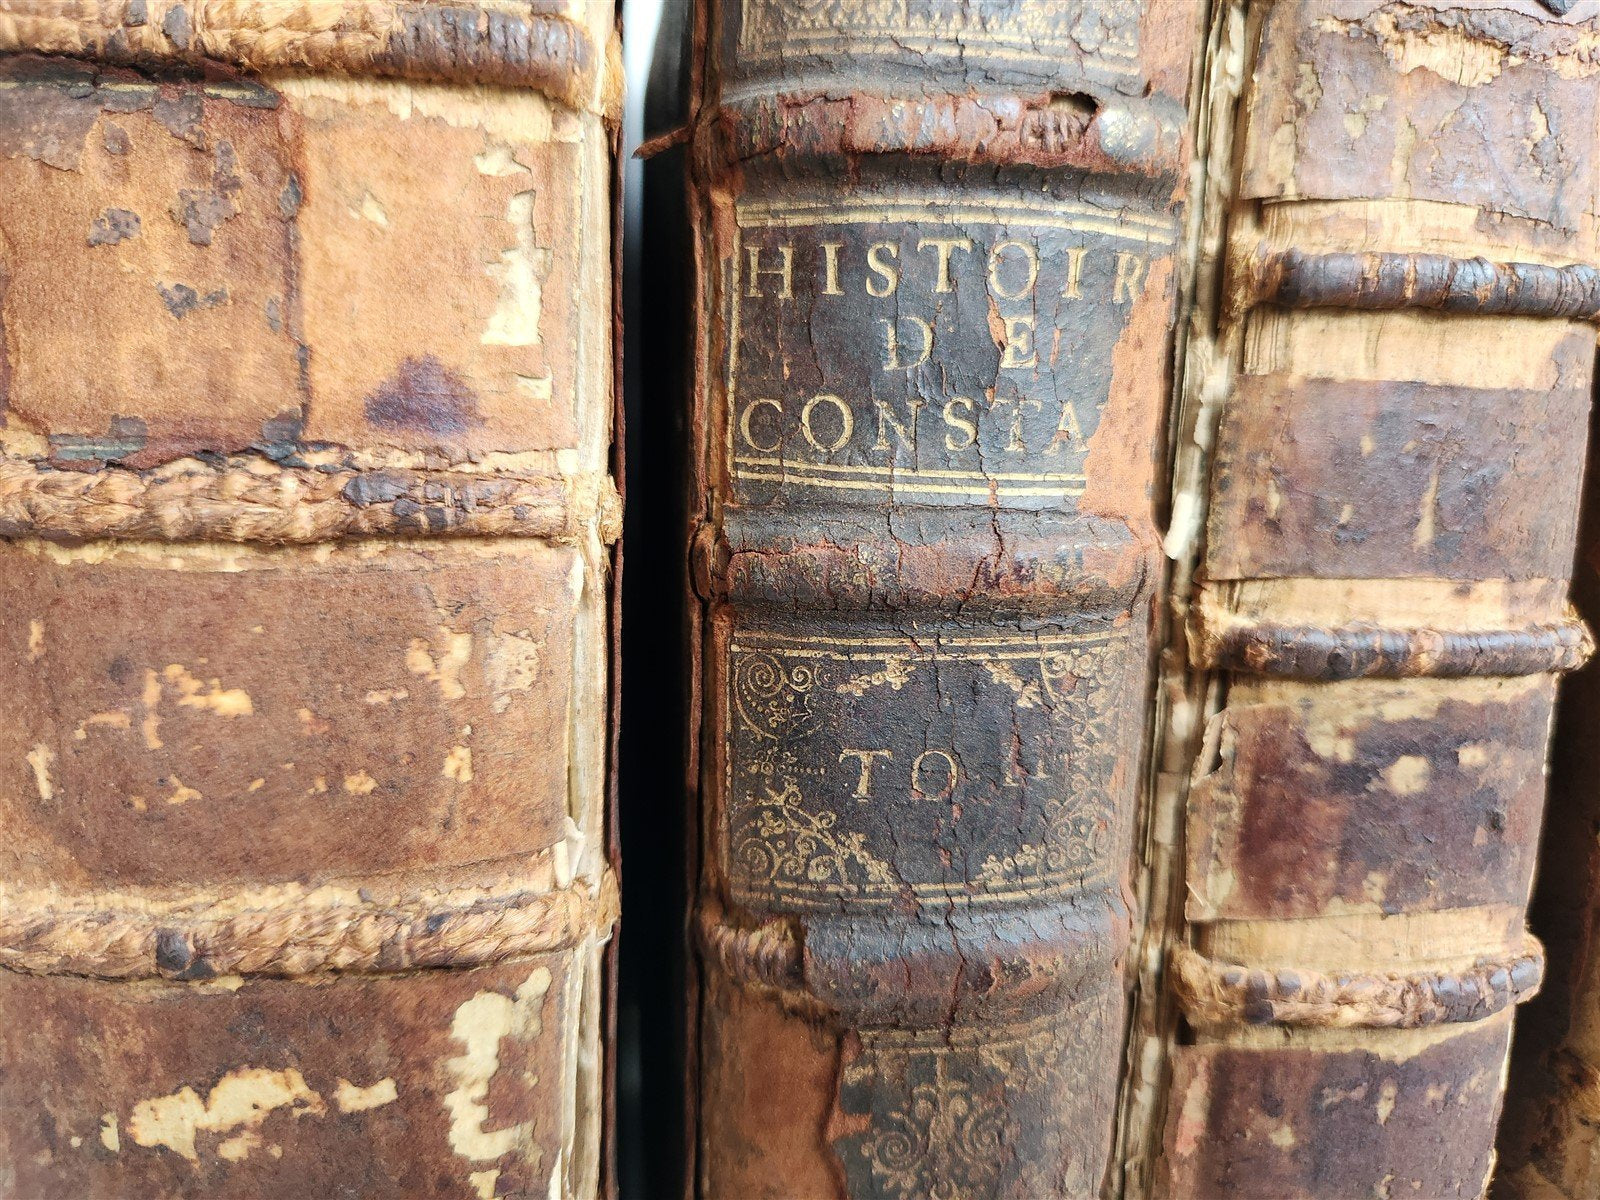 HISTOIR
DE
CONSTA
TO